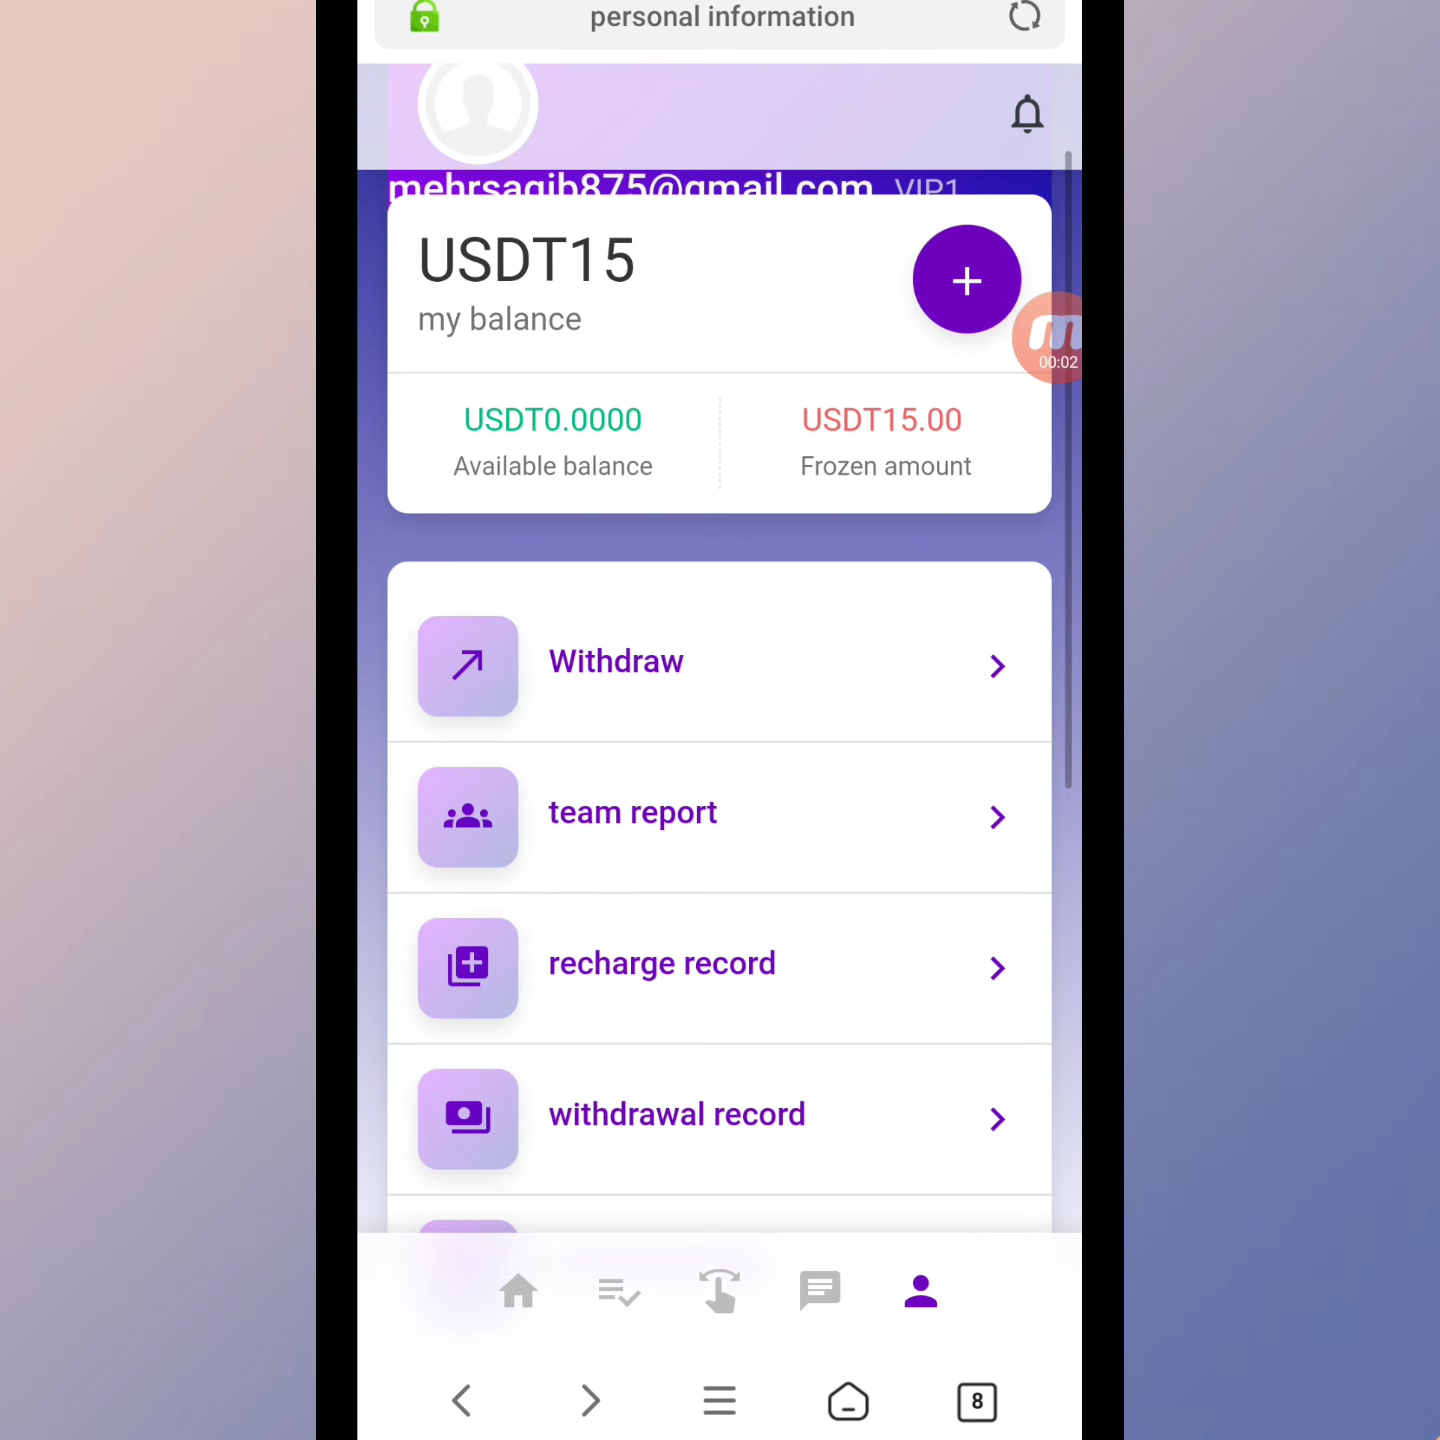 personal information
mehrsaqib875@gmail.com VIP1
USDT15
my balance
00:02
USDT0.0000
USDT15.00
Available balance
Frozen amount
Withdraw
team report
recharge record
withdrawal record
8